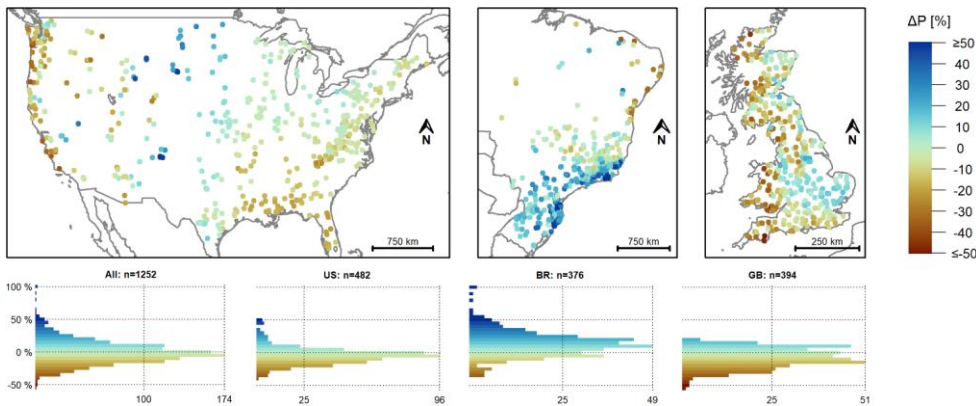 ΔP [%]
≥50
40
30
20
10
0
-10
-20
-30
-40
≤-50
N
N
N
750 km
750 km
250 km
All: n=1252
US: n=482
BR: n=376
GB: n=394
100 %
50 %
0 %
-50 %
100
174
25
96
25
49
25
51